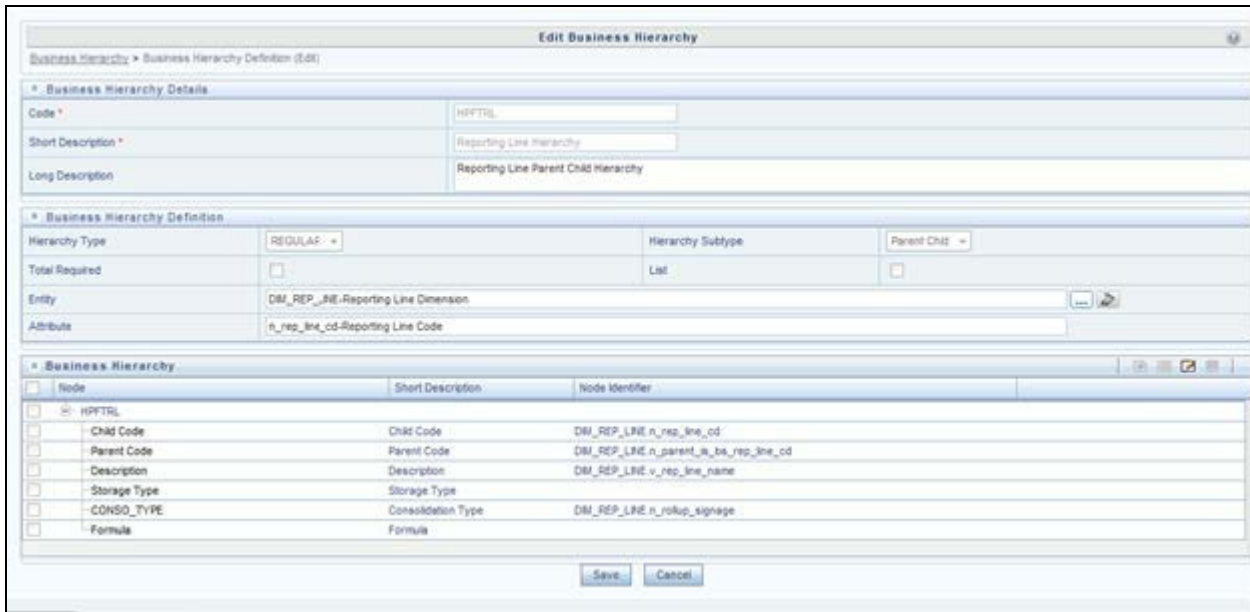 Edit Business Hierarchy
Business Hierarchy > Business Hierarchy Definition (Edit)
Business Hierarchy Details
Code * HPFTRL
Short Description * Reporting Line Hierarchy
Long Description Reporting Line Parent Child Hierarchy
Business Hierarchy Definition
Hierarchy Type REGULAR Hierarchy Subtype Parent Child
Total Required List
Entity DIM_REP_LINE-Reporting Line Dimension ...
Attribute n_rep_line_cd-Reporting Line Code
Business Hierarchy
Node Short Description Node Identifier
HPFTRL
Child Code Child Code DIM_REP_LINE.n_rep_line_cd
Parent Code Parent Code DIM_REP_LINE.n_parent_is_bs_rep_line_cd
Description Description DIM_REP_LINE.v_rep_line_name
Storage Type Storage Type
CONSO_TYPE Consolidation Type DIM_REP_LINE.n_rollup_signage
Formula Formula
Save Cancel